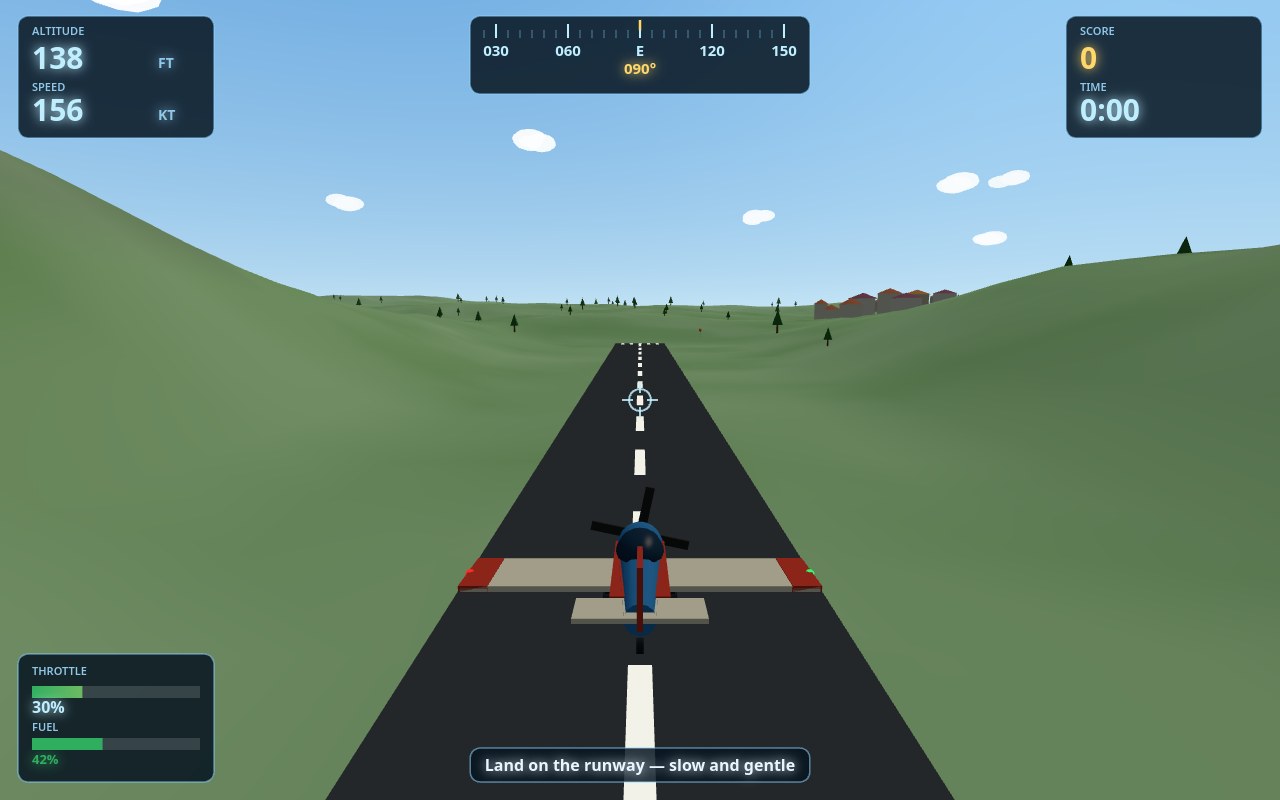 ALTITUDE
138 FT
SPEED
156 KT
030 060 E 120 150
090°
SCORE
0
TIME
0:00
THROTTLE
30%
FUEL
42%
Land on the runway — slow and gentle